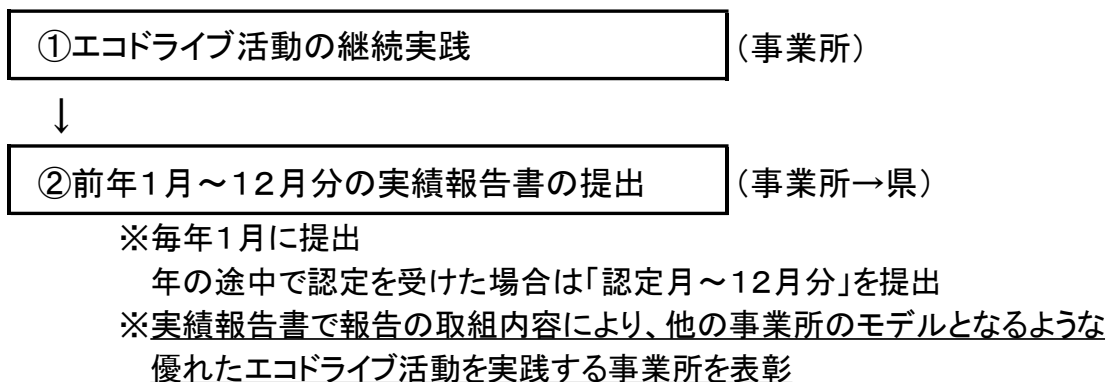 ①エコドライブ活動の継続実践 (事業所)
↓
②前年1月～12月分の実績報告書の提出 (事業所→県)
※毎年1月に提出
年の途中で認定を受けた場合は「認定月～12月分」を提出
※実績報告書で報告の取組内容により、他の事業所のモデルとなるような
優れたエコドライブ活動を実践する事業所を表彰